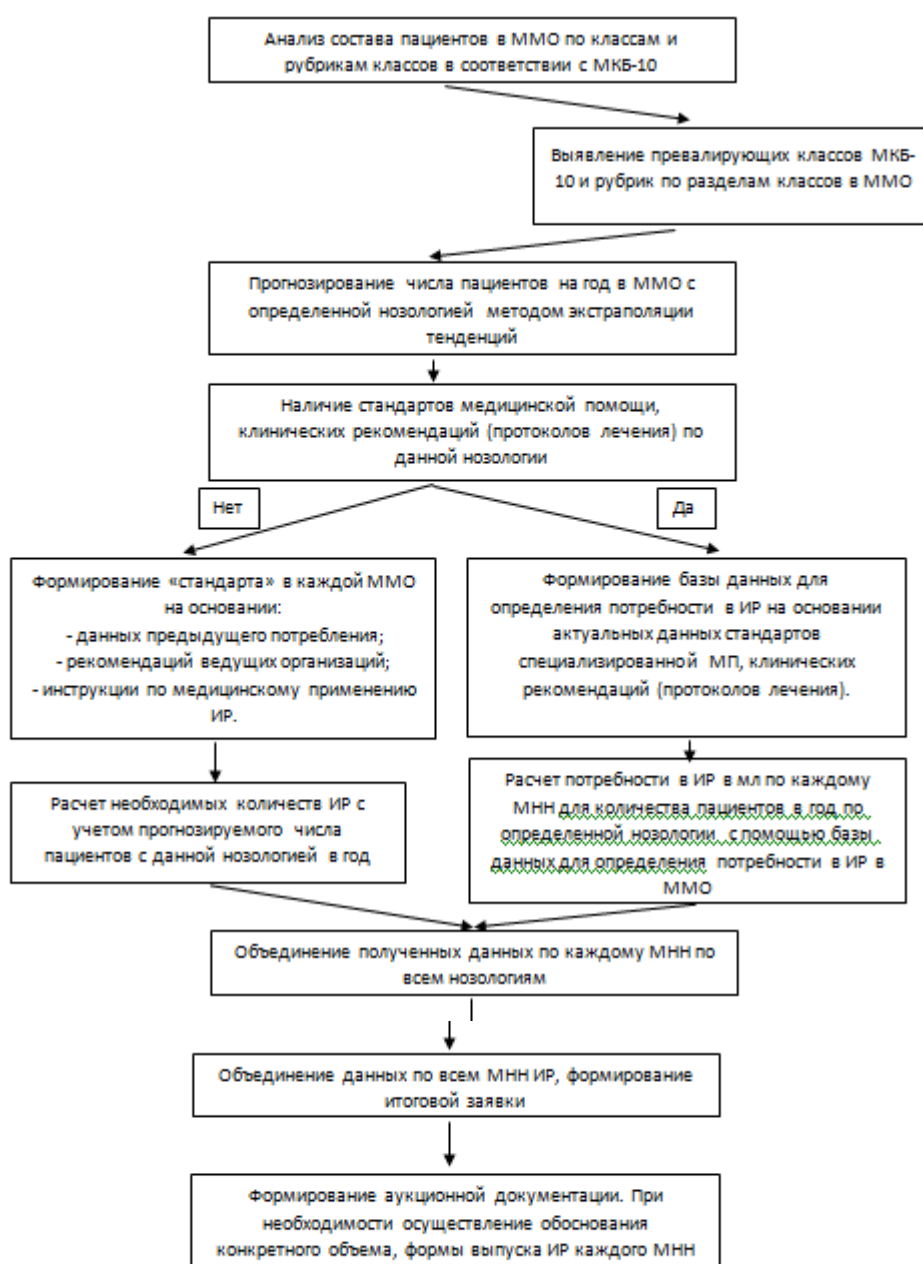 Анализ состава пациентов в ММО по классам и
рубрикам классов в соответствии с МКБ-10
Выявление превалирующих классов МКБ-
10 и рубрик по разделам классов в ММО
Прогнозирование числа пациентов на год в ММО с
определенной нозологией методом экстраполяции
тенденций
Наличие стандартов медицинской помощи,
клинических рекомендаций (протоколов лечения) по
данной нозологии
Нет
Да
Формирование «стандарта» в каждой ММО
на основании:
- данных предыдущего потребления;
- рекомендаций ведущих организаций;
- инструкции по медицинскому применению
ИР.
Формирование базы данных для
определения потребности в ИР на основании
актуальных данных стандартов
специализированной МП, клинических
рекомендаций (протоколов лечения).
Расчет необходимых количеств ИР с
учетом прогнозируемого числа
пациентов с данной нозологией в год
Расчет потребности в ИР в мл по каждому
МНН для количества пациентов в год по
определенной нозологии с помощью базы
данных для определения потребности в ИР в
ММО
Объединение полученных данных по каждому МНН по
всем нозологиям
Объединение данных по всем МНН ИР, формирование
итоговой заявки
Формирование аукционной документации. При
необходимости осуществление обоснования
конкретного объема, формы выпуска ИР каждого МНН